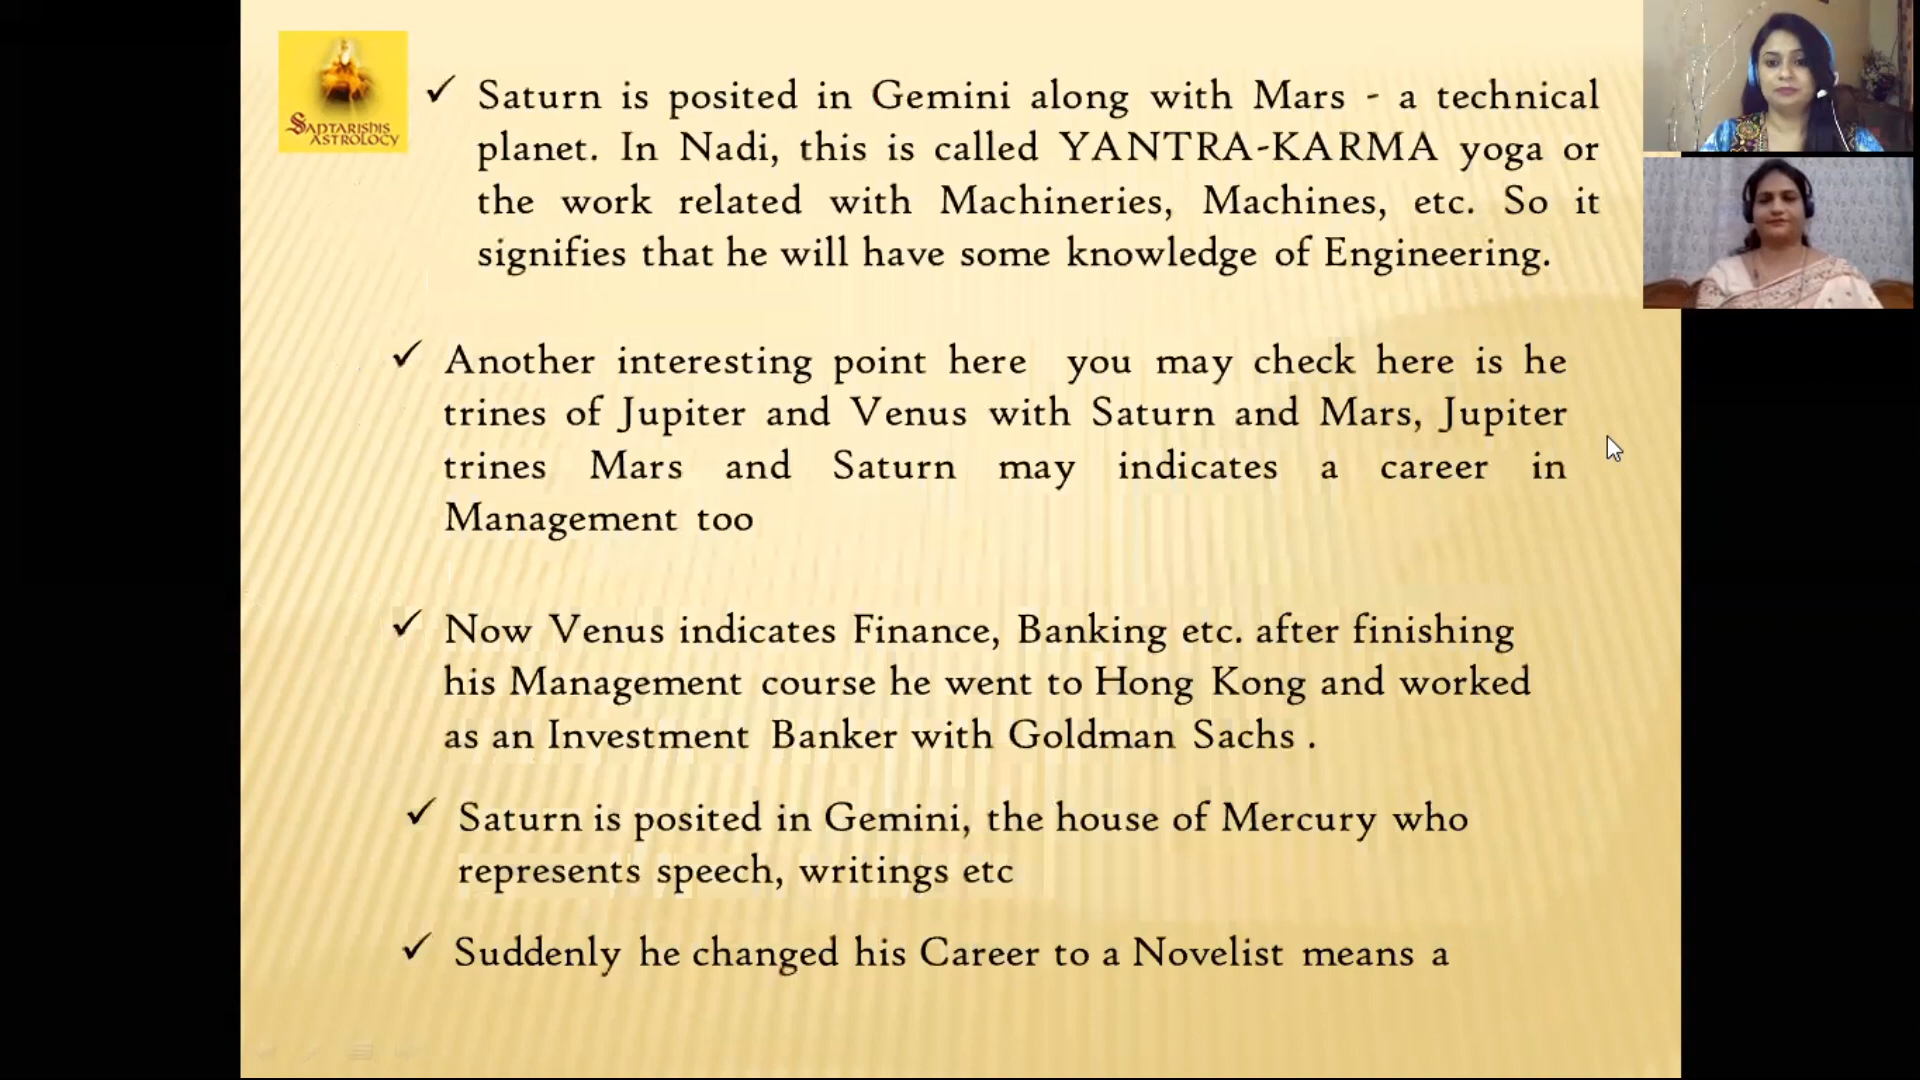 SAPTARISHIS
ASTROLOGY
✓ Saturn is posited in Gemini along with Mars - a technical
planet. In Nadi, this is called YANTRA-KARMA yoga or
the work related with Machineries, Machines, etc. So it
signifies that he will have some knowledge of Engineering.
✓ Another interesting point here you may check here is he
trines of Jupiter and Venus with Saturn and Mars, Jupiter
trines Mars and Saturn may indicates a career in
Management too
✓ Now Venus indicates Finance, Banking etc. after finishing
his Management course he went to Hong Kong and worked
as an Investment Banker with Goldman Sachs .
✓ Saturn is posited in Gemini, the house of Mercury who
represents speech, writings etc
✓ Suddenly he changed his Career to a Novelist means a